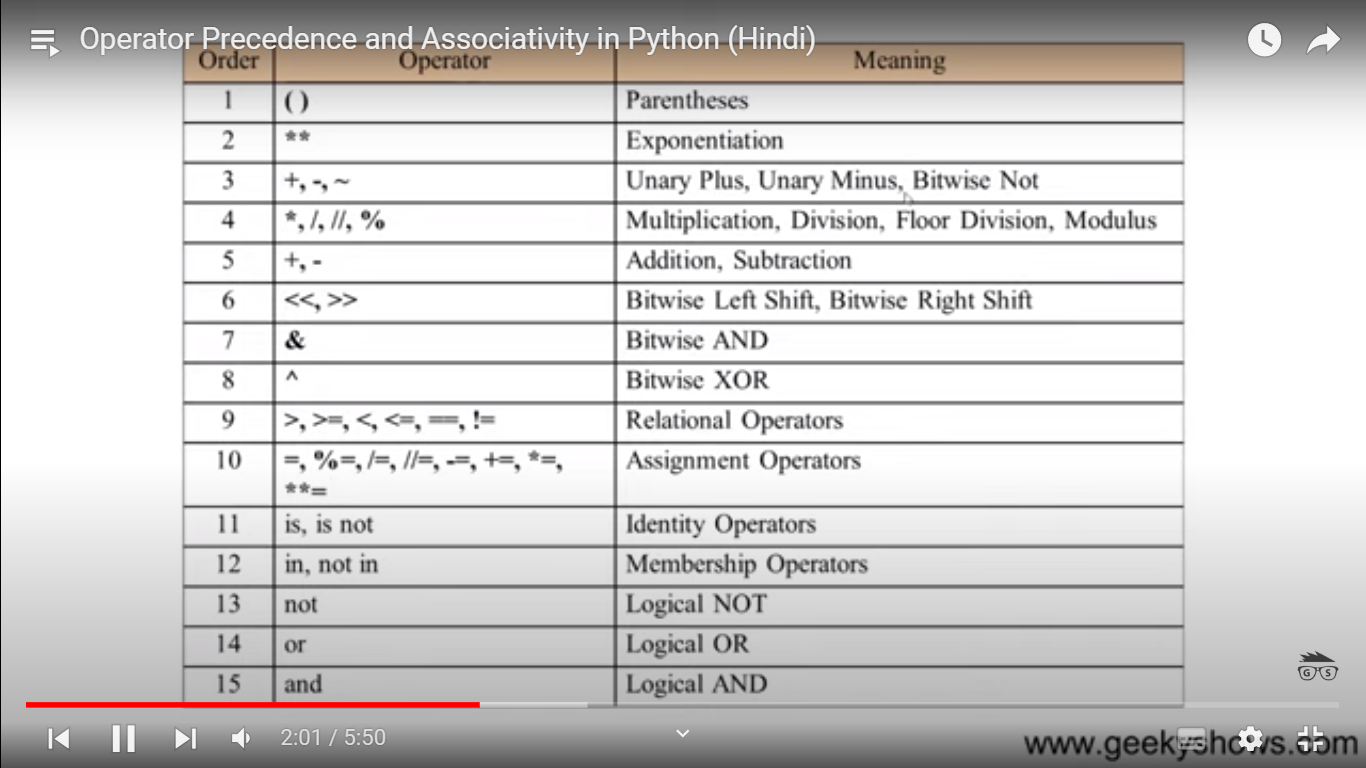 Operator Precedence and Associativity in Python (Hindi)
Order Operator Meaning
1 ( ) Parentheses
2 ** Exponentiation
3 +, -, ~ Unary Plus, Unary Minus, Bitwise Not
4 *, /, //, % Multiplication, Division, Floor Division, Modulus
5 +, - Addition, Subtraction
6 <<, >> Bitwise Left Shift, Bitwise Right Shift
7 & Bitwise AND
8 ^ Bitwise XOR
9 >, >=, <, <=, ==, != Relational Operators
10 =, %=, /=, //=, -=, +=, *=, Assignment Operators
**=
11 is, is not Identity Operators
12 in, not in Membership Operators
13 not Logical NOT
14 or Logical OR
15 and Logical AND
G S
2:01 / 5:50
www.geekyshows.com